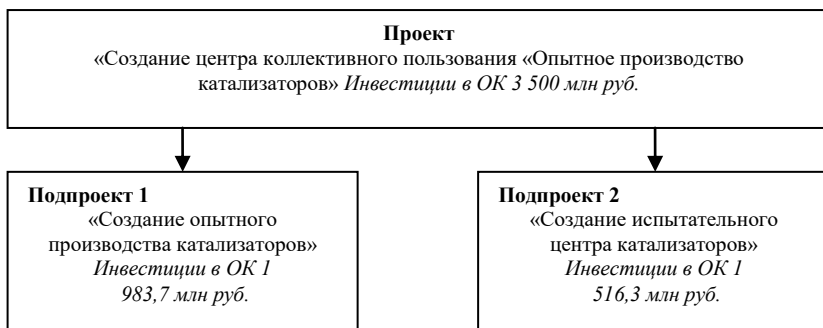 Проект
«Создание центра коллективного пользования «Опытное производство
катализаторов» Инвестиции в ОК 3 500 млн руб.
Подпроект 1
«Создание опытного
производства катализаторов»
Инвестиции в ОК 1
983,7 млн руб.
Подпроект 2
«Создание испытательного
центра катализаторов»
Инвестиции в ОК 1
516,3 млн руб.